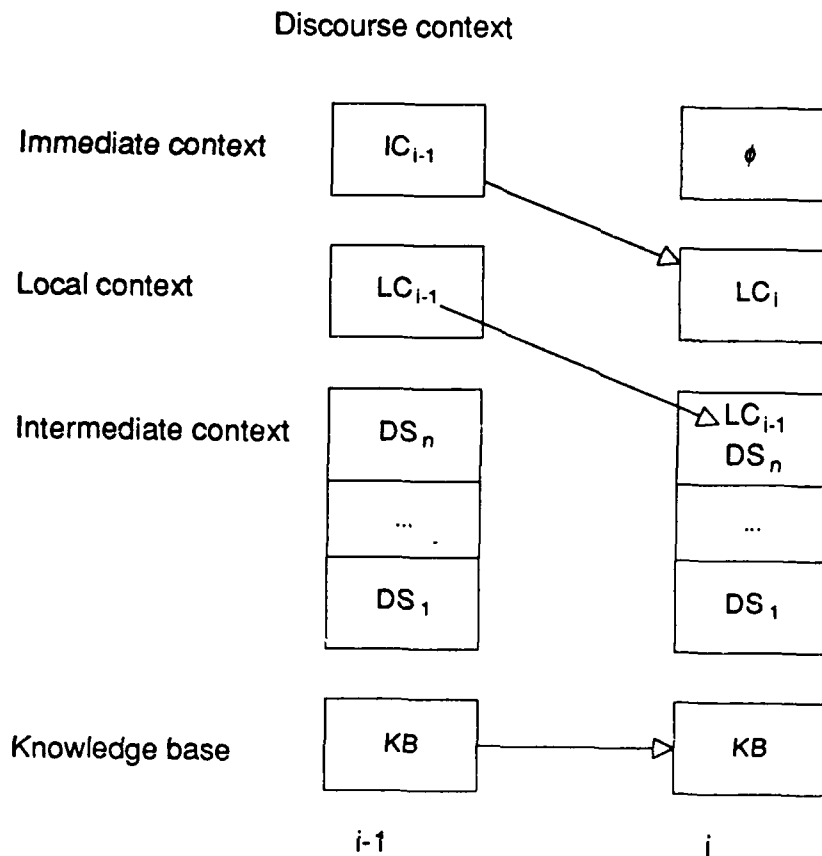 Discourse context
Immediate context IC_{i-1} ϕ
Local context LC_{i-1} LC_i
Intermediate context DS_n LC_{i-1}
DS_n
... ...
DS_1 DS_1
Knowledge base KB KB
i-1 i